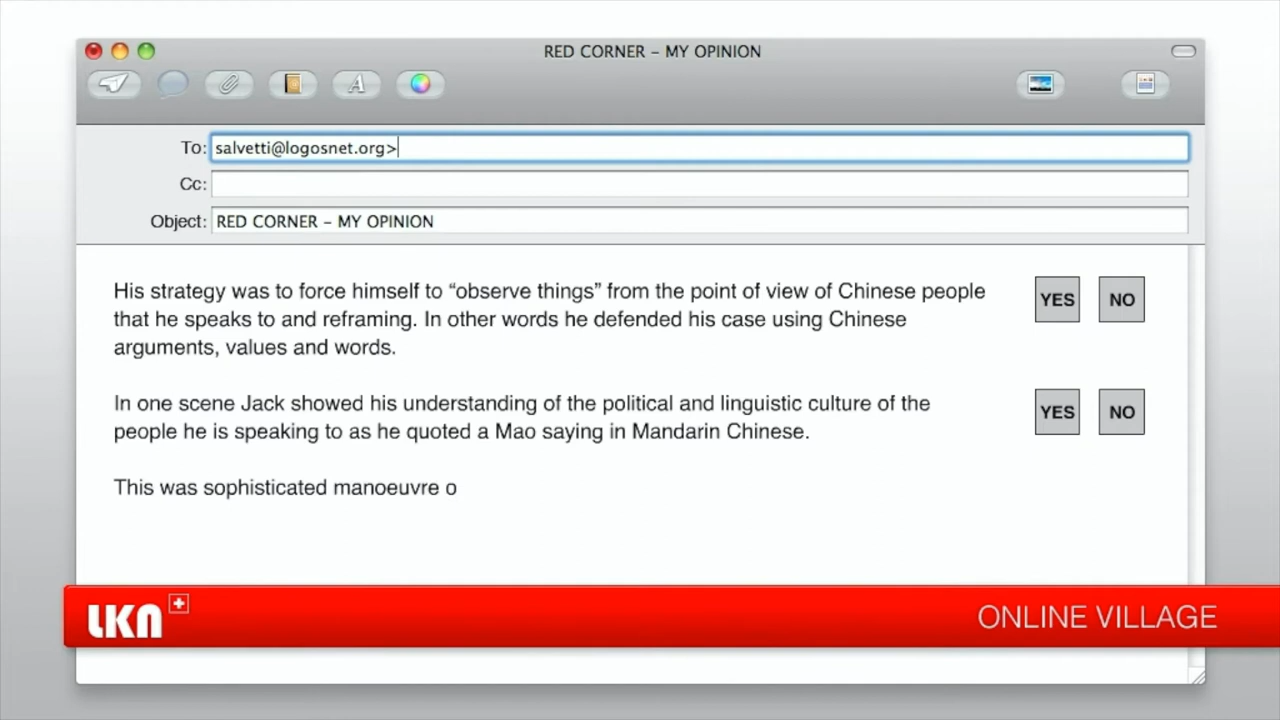 RED CORNER – MY OPINION
A
To: salvetti@logosnet.org>
Cc:
Object: RED CORNER – MY OPINION
His strategy was to force himself to “observe things” from the point of view of Chinese people
that he speaks to and reframing. In other words he defended his case using Chinese
arguments, values and words.
YES NO
In one scene Jack showed his understanding of the political and linguistic culture of the
people he is speaking to as he quoted a Mao saying in Mandarin Chinese.
YES NO
This was sophisticated manoeuvre o
LKN
ONLINE VILLAGE